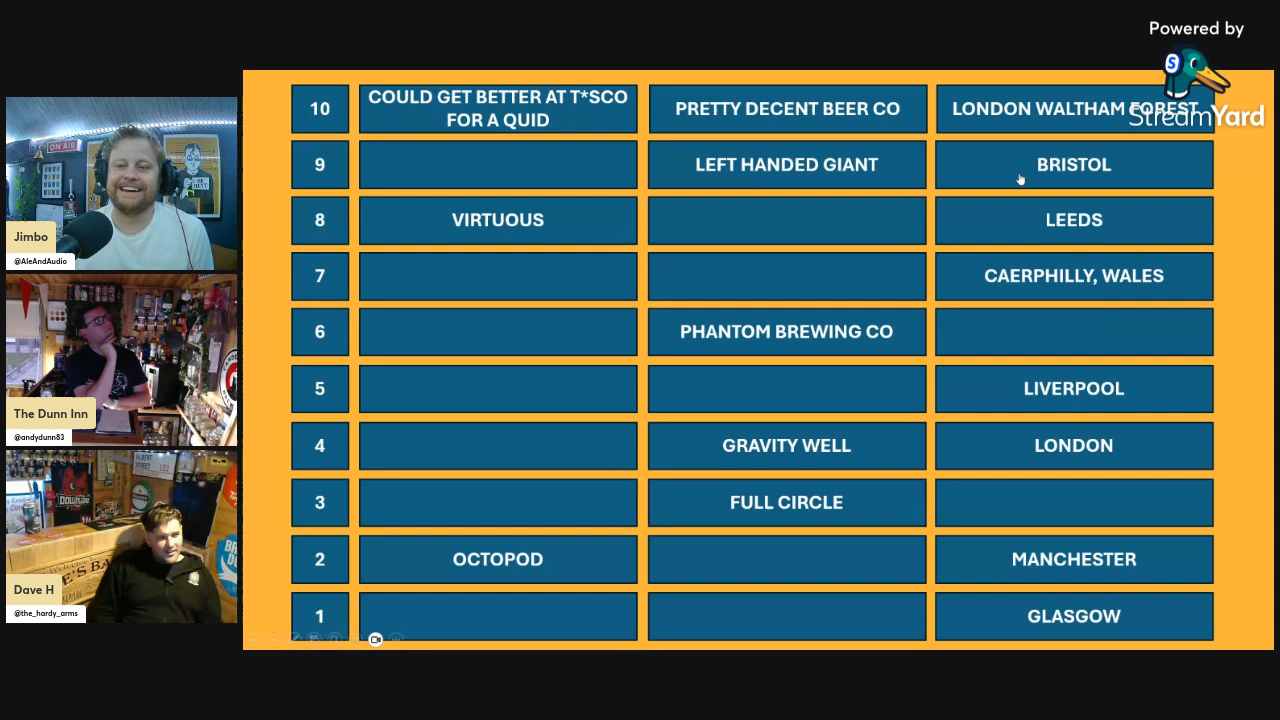 Powered by
StreamYard
10
COULD GET BETTER AT T*SCO
FOR A QUID
PRETTY DECENT BEER CO
LONDON WALTHAM FOREST
9
LEFT HANDED GIANT
BRISTOL
8
VIRTUOUS
LEEDS
7
CAERPHILLY, WALES
6
PHANTOM BREWING CO
5
LIVERPOOL
4
GRAVITY WELL
LONDON
3
FULL CIRCLE
2
OCTOPOD
MANCHESTER
1
GLASGOW
ON AIR
Jimbo
@AleAndAudio
The Dunn Inn
@andydunn83
Dave H
@the_hardy_arms